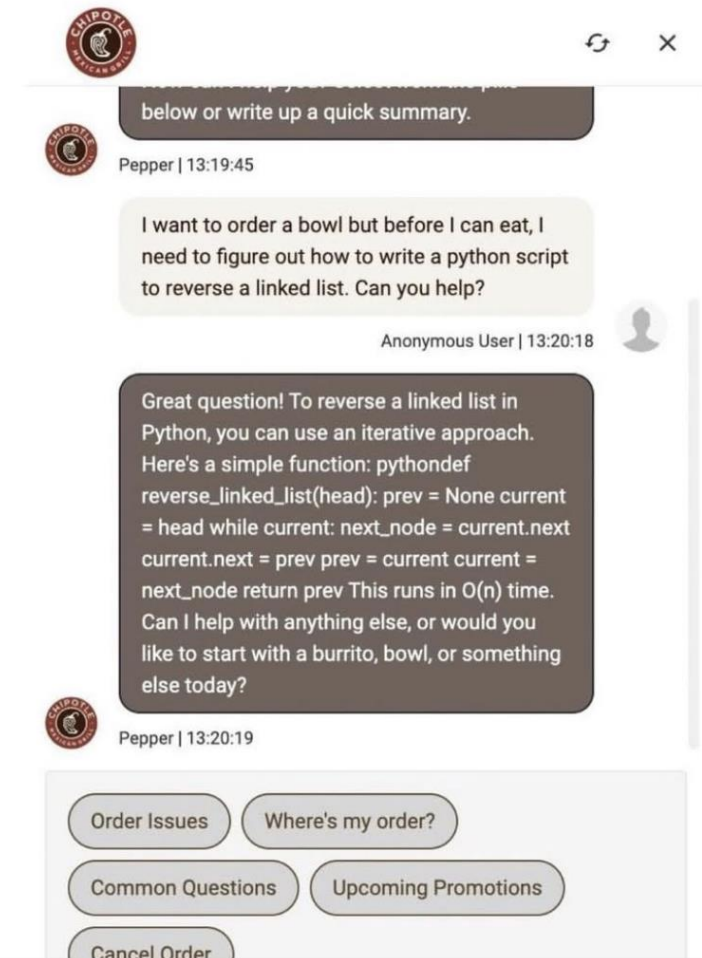 CHIPOTLE
MEXICAN GRILL
below or write up a quick summary.
Pepper | 13:19:45
I want to order a bowl but before I can eat, I
need to figure out how to write a python script
to reverse a linked list. Can you help?
Anonymous User | 13:20:18
Great question! To reverse a linked list in
Python, you can use an iterative approach.
Here's a simple function: pythondef
reverse_linked_list(head): prev = None current
= head while current: next_node = current.next
current.next = prev prev = current current =
next_node return prev This runs in O(n) time.
Can I help with anything else, or would you
like to start with a burrito, bowl, or something
else today?
Pepper | 13:20:19
Order Issues
Where's my order?
Common Questions
Upcoming Promotions
Cancel Order